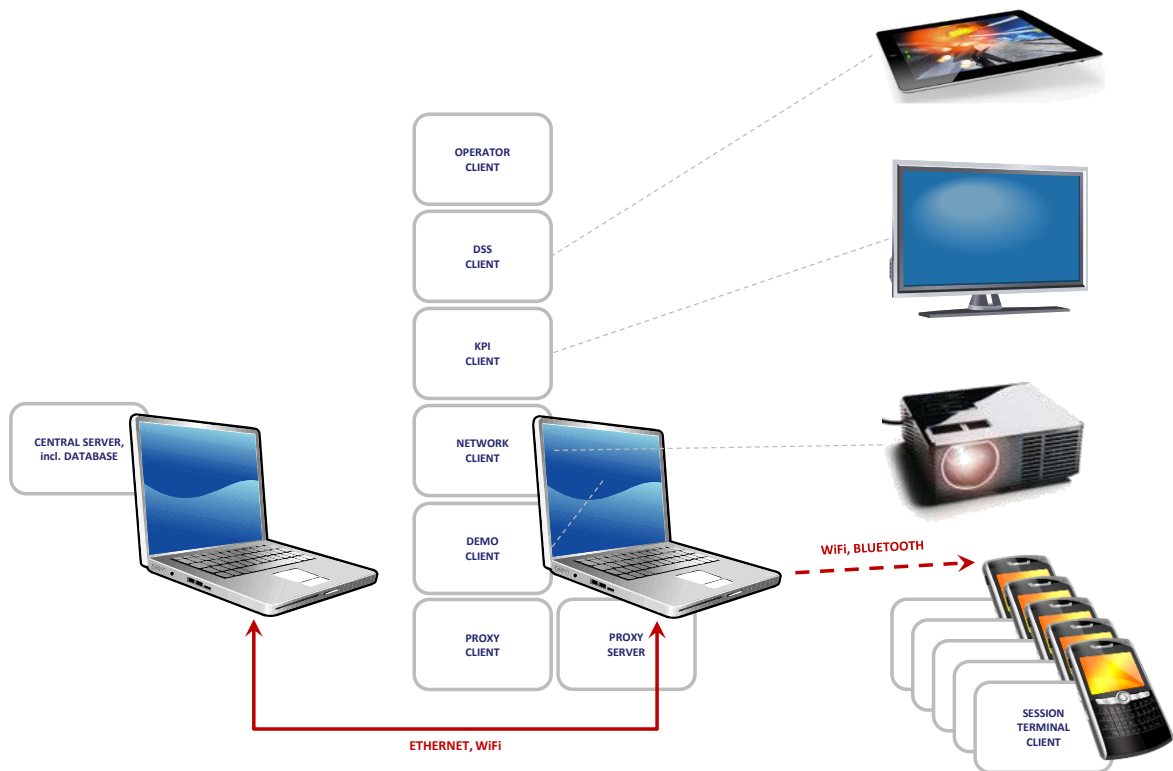 OPERATOR
CLIENT
DSS
CLIENT
KPI
CLIENT
CENTRAL SERVER,
incl. DATABASE
NETWORK
CLIENT
DEMO
CLIENT
WiFi, BLUETOOTH
PROXY
CLIENT
PROXY
SERVER
SESSION
TERMINAL
CLIENT
ETHERNET, WiFi